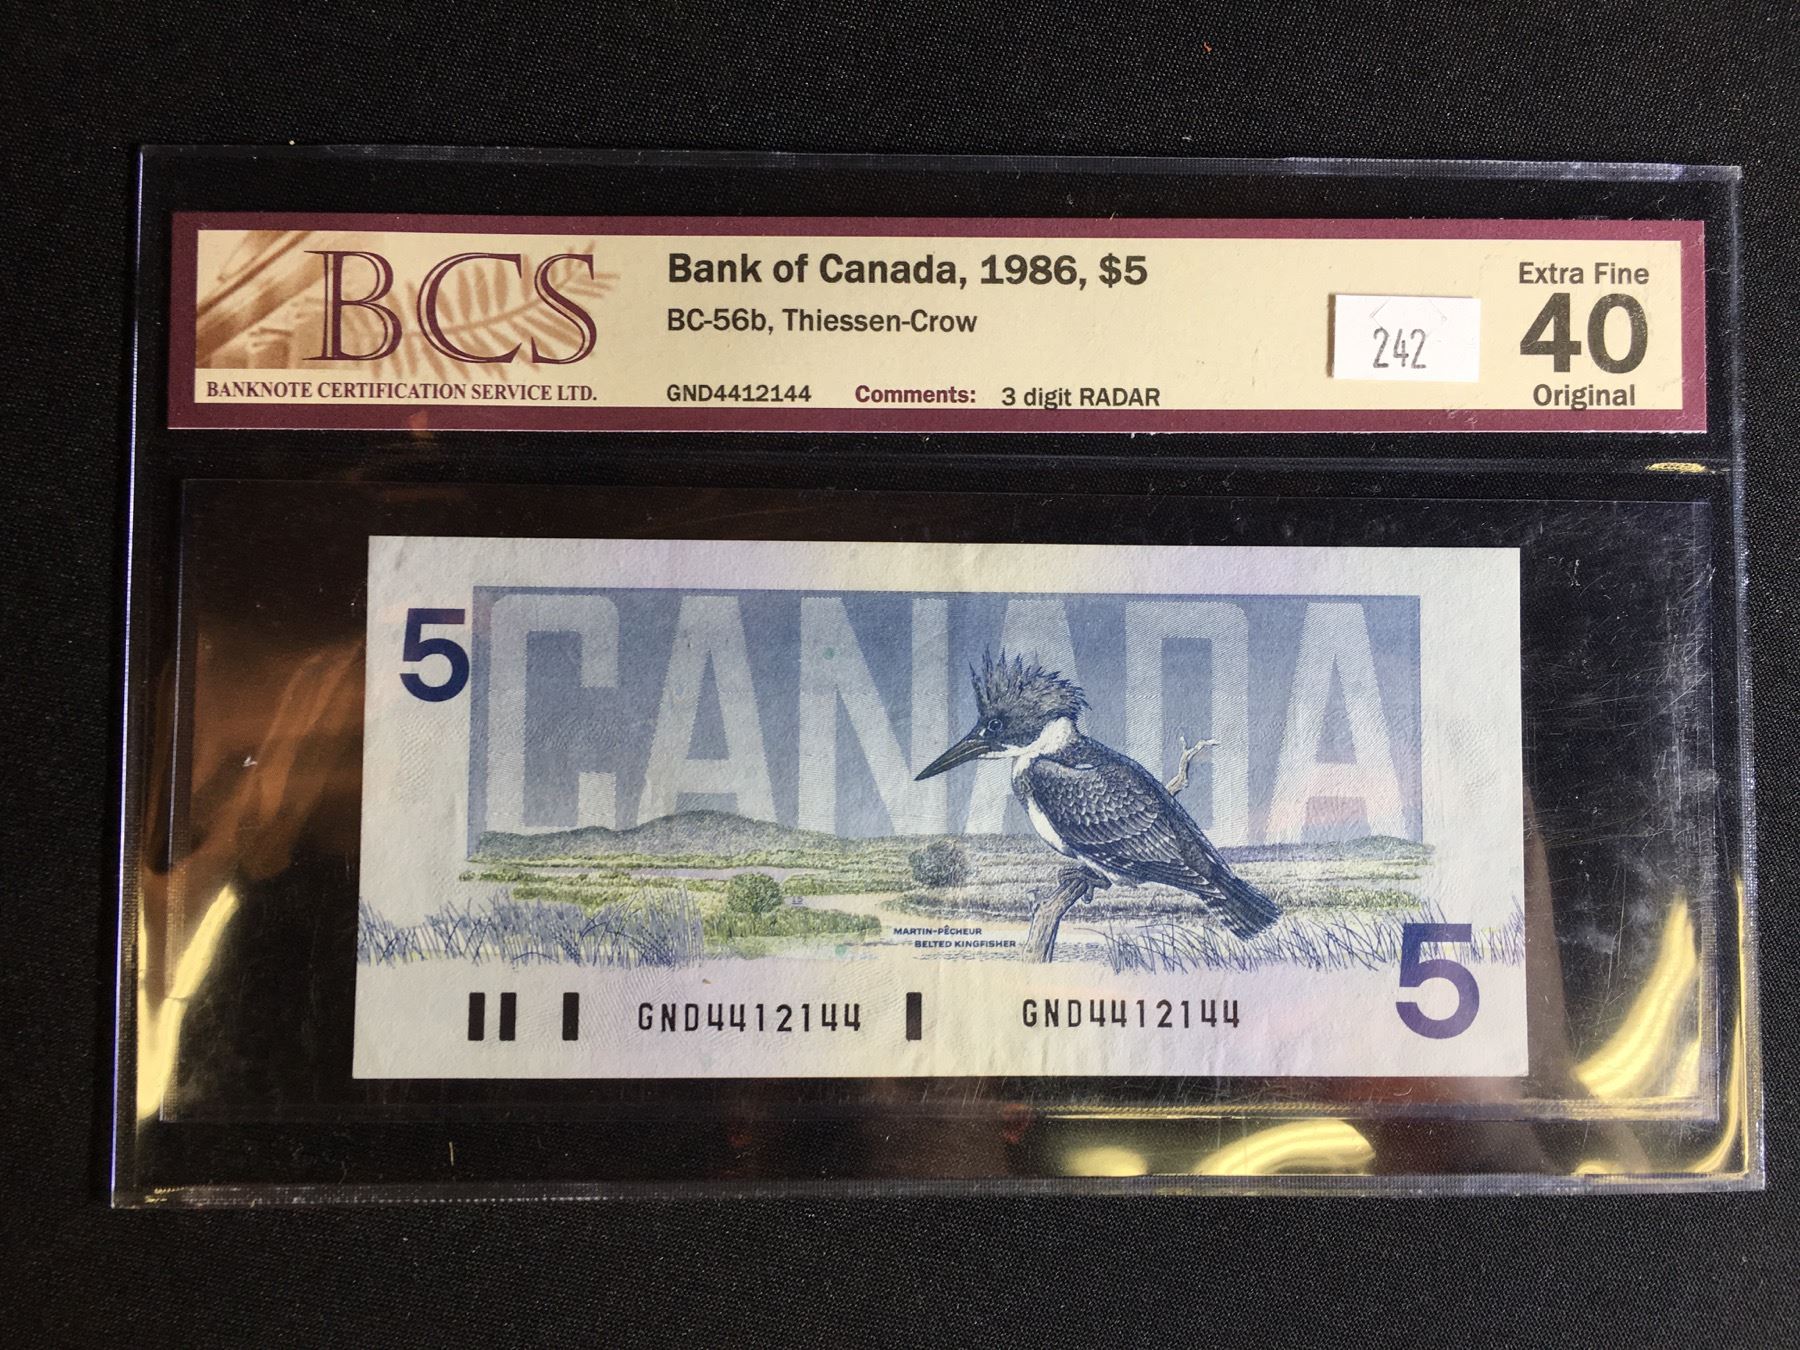 BCS
BANKNOTE CERTIFICATION SERVICE LTD.
Bank of Canada, 1986, $5
BC-56b, Thiessen-Crow
GND4412144 Comments: 3 digit RADAR
242
Extra Fine
40
Original
5
CANADA
MARTIN-PÊCHEUR
BELTED KINGFISHER
5
GND4412144
GND4412144